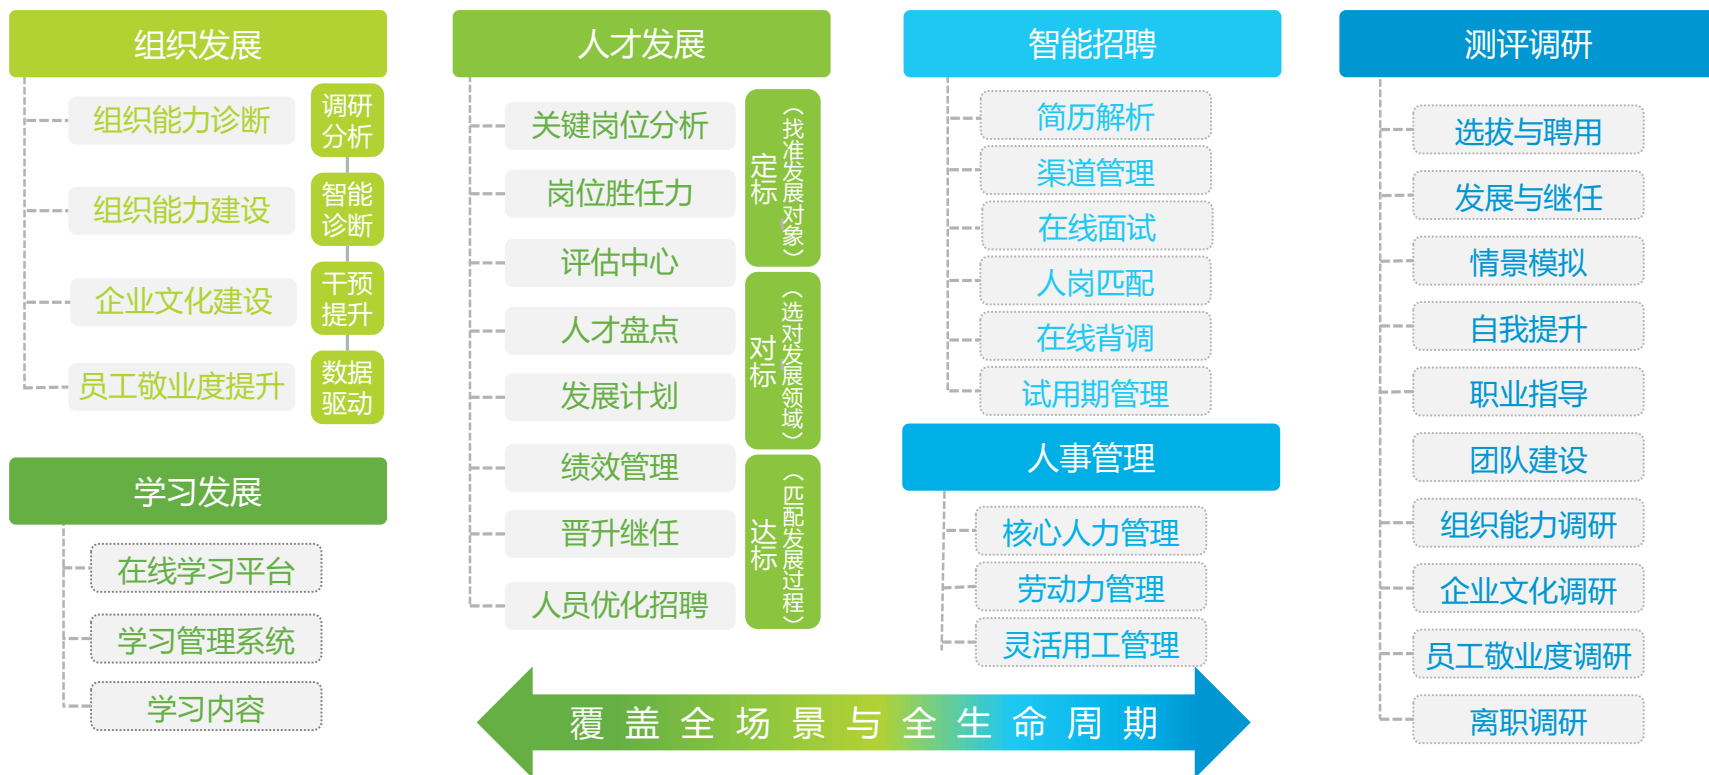 组织发展
组织能力诊断
组织能力建设
企业文化建设
员工敬业度提升
调研
分析
智能
诊断
干预
提升
数据
驱动
学习发展
在线学习平台
学习管理系统
学习内容
人才发展
关键岗位分析
岗位胜任力
评估中心
人才盘点
发展计划
绩效管理
晋升继任
人员优化招聘
定标
（找准发展对象）
对标
（选对发展领域）
达标
（匹配发展过程）
智能招聘
简历解析
渠道管理
在线面试
人岗匹配
在线背调
试用期管理
人事管理
核心人力管理
劳动力管理
灵活用工管理
测评调研
选拔与聘用
发展与继任
情景模拟
自我提升
职业指导
团队建设
组织能力调研
企业文化调研
员工敬业度调研
离职调研
覆盖全场景与全生命周期